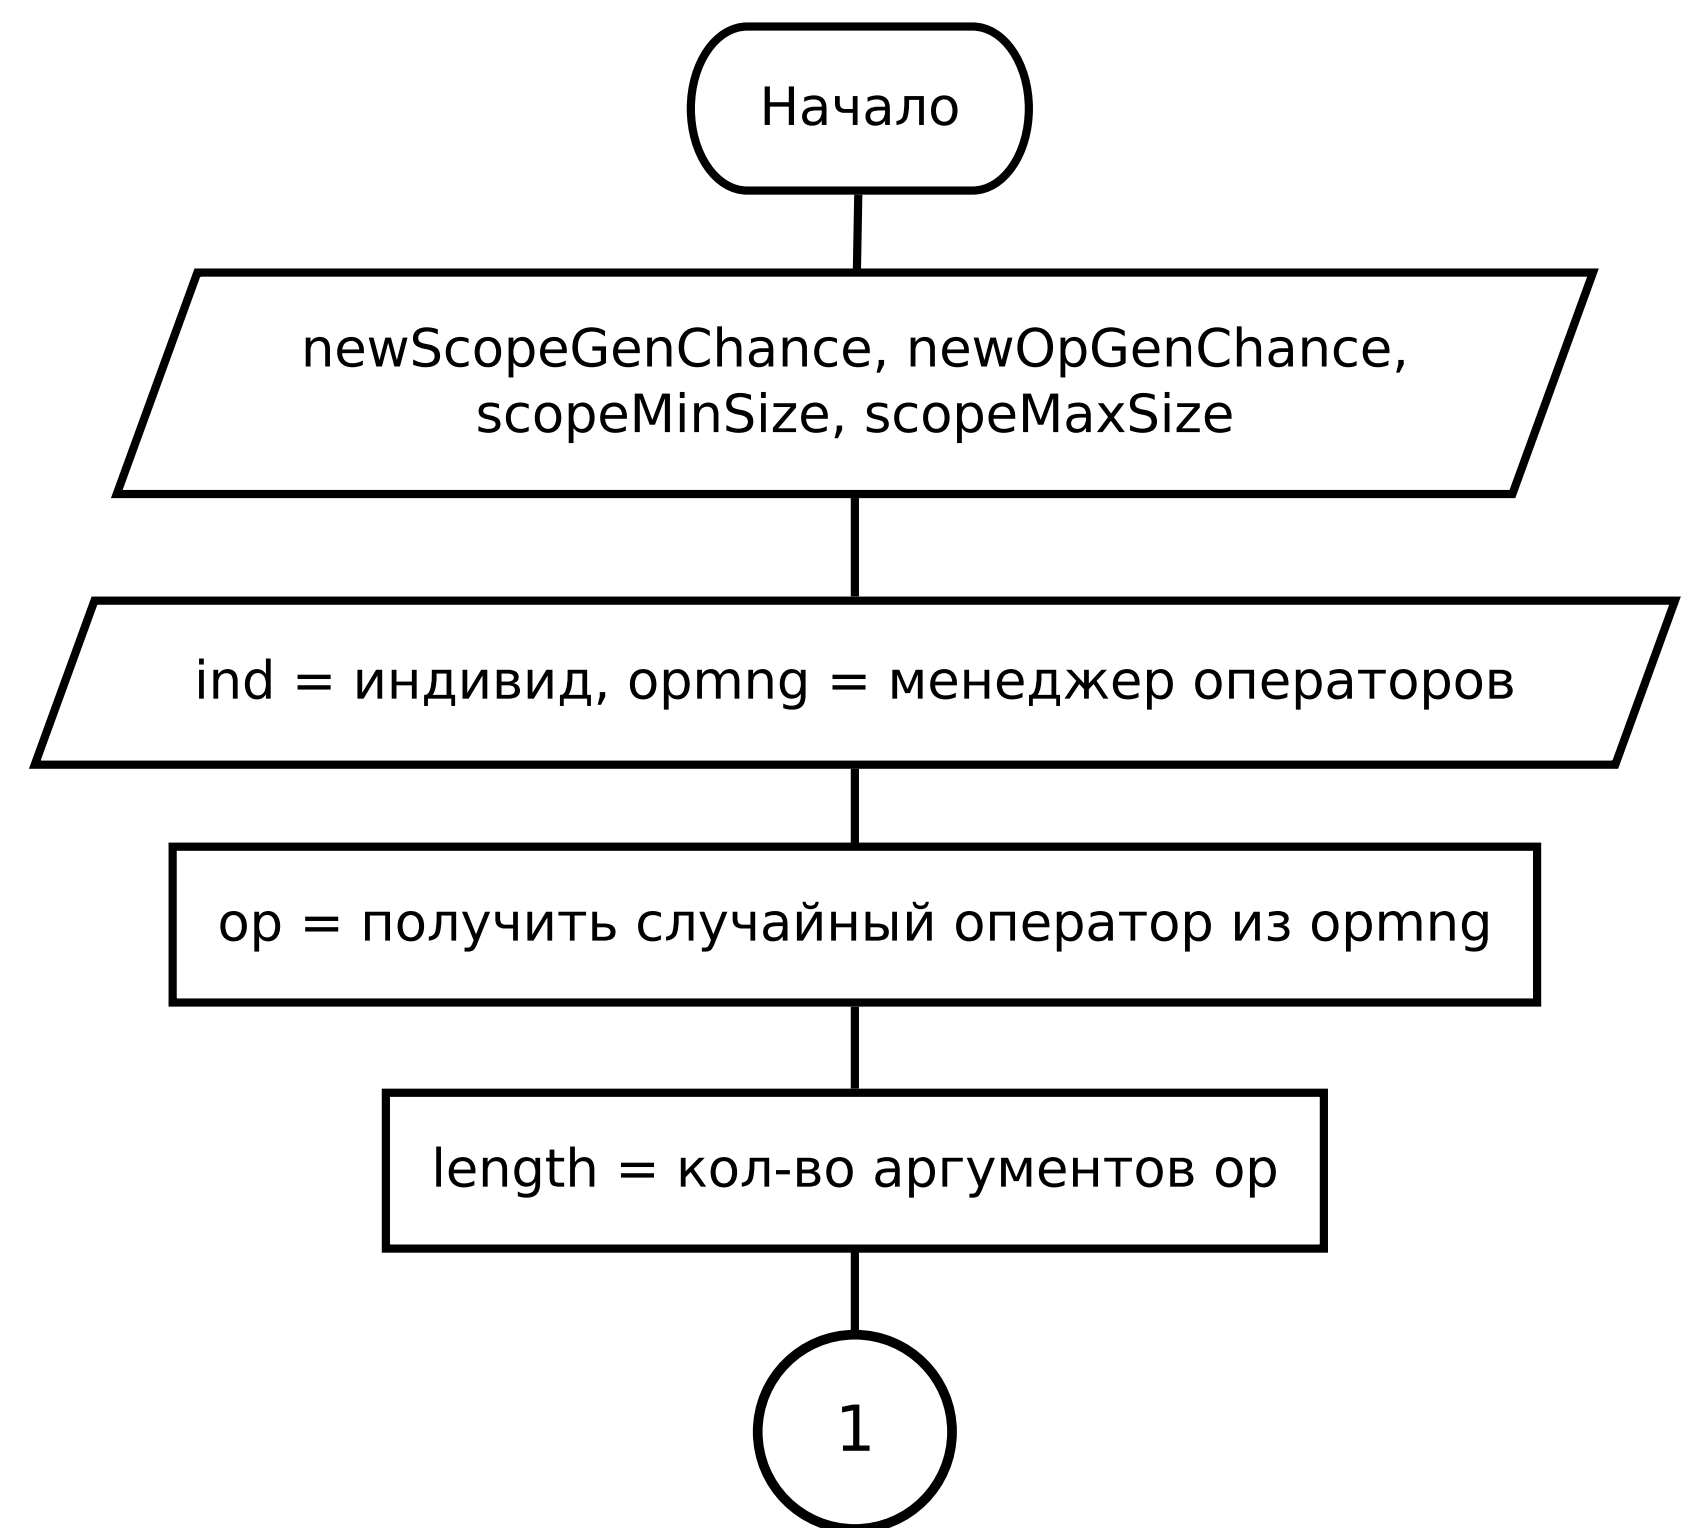 Начало
newScopeGenChance, newOpGenChance,
scopeMinSize, scopeMaxSize
ind = индивид, opmng = менеджер операторов
op = получить случайный оператор из opmng
length = кол-во аргументов op
1